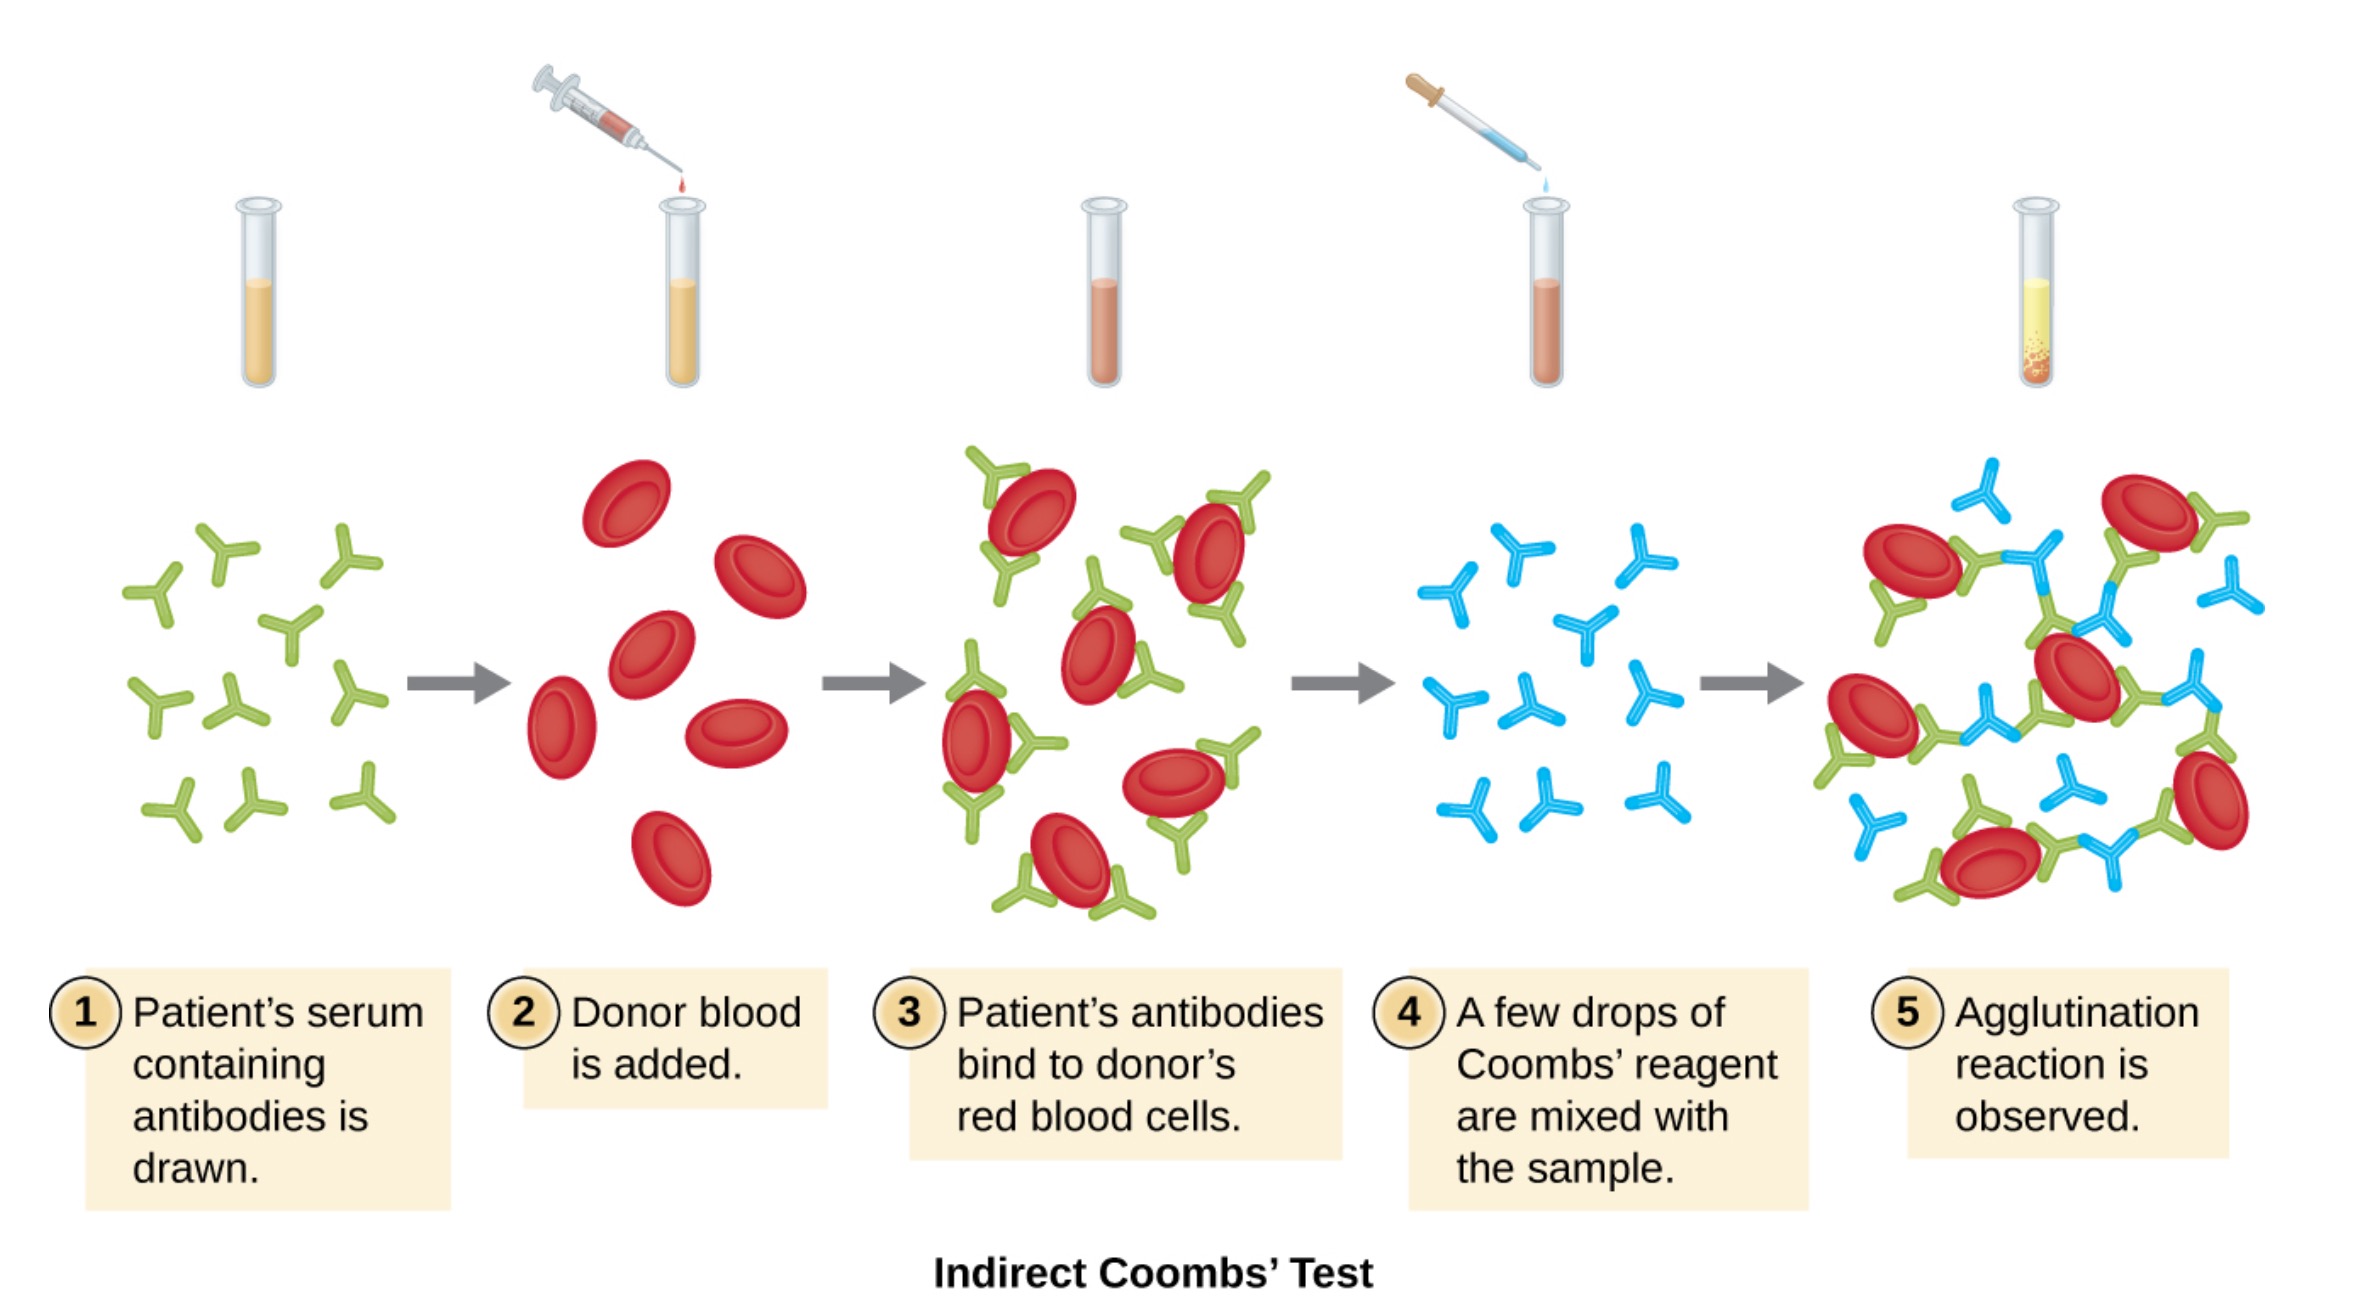 1 Patient’s serum
containing
antibodies is
drawn.
2 Donor blood
is added.
3 Patient’s antibodies
bind to donor’s
red blood cells.
4 A few drops of
Coombs’ reagent
are mixed with
the sample.
5 Agglutination
reaction is
observed.
Indirect Coombs’ Test